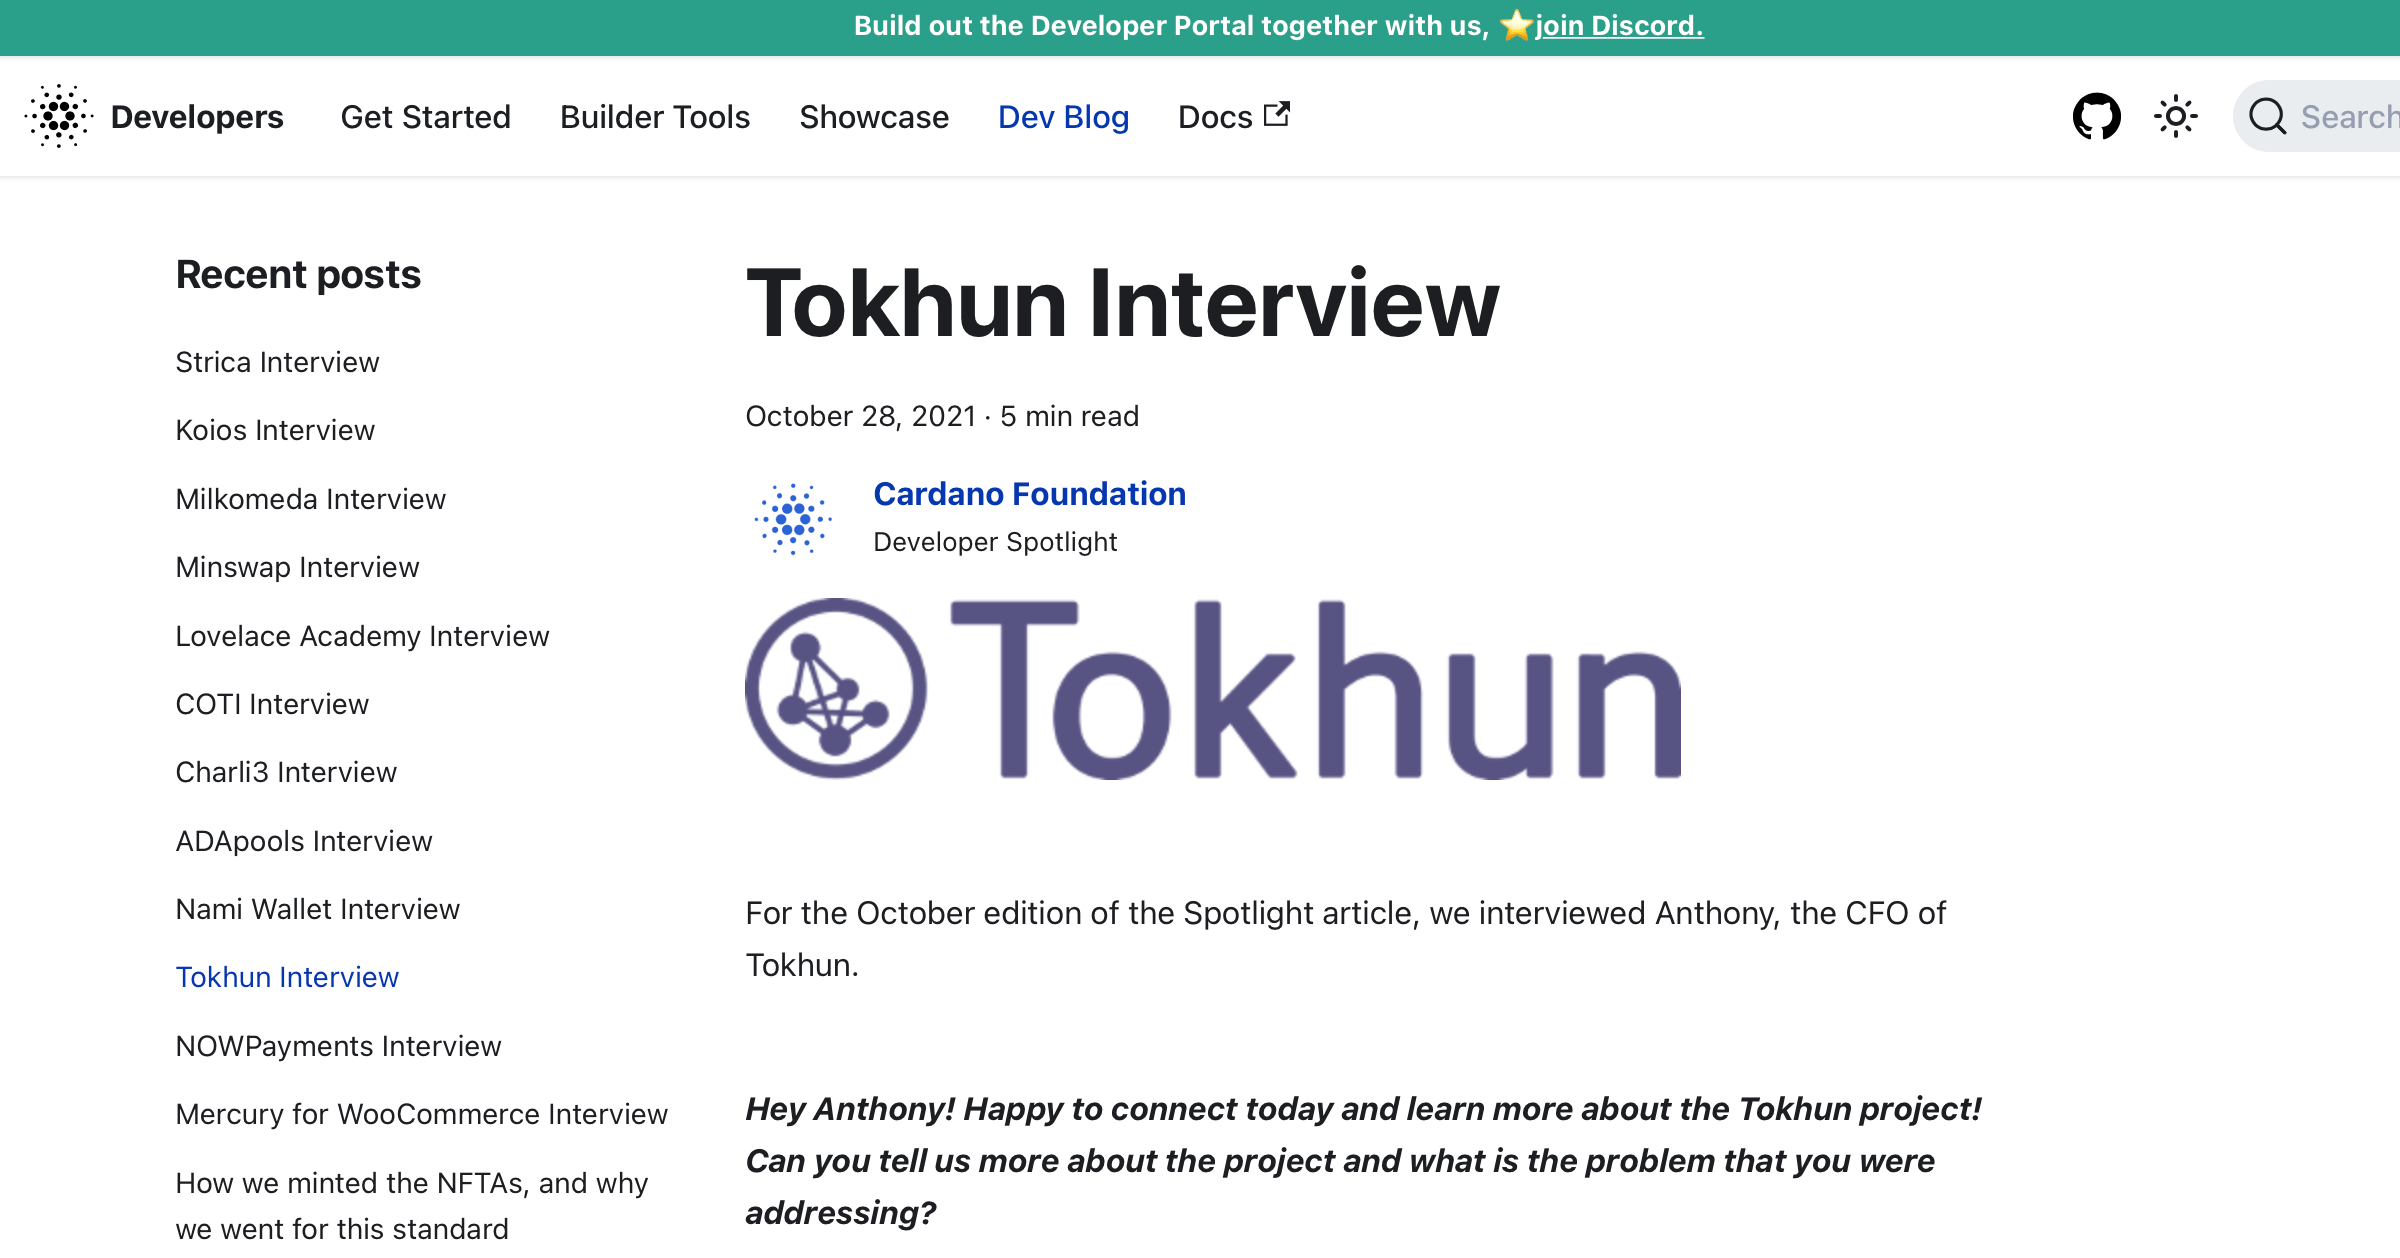 Build out the Developer Portal together with us, ⭐join Discord.
Developers Get Started Builder Tools Showcase Dev Blog Docs Search
Recent posts
Strica Interview
Koios Interview
Milkomeda Interview
Minswap Interview
Lovelace Academy Interview
COTI Interview
Charli3 Interview
ADApools Interview
Nami Wallet Interview
Tokhun Interview
NOWPayments Interview
Mercury for WooCommerce Interview
How we minted the NFTAs, and why
we went for this standard
Tokhun Interview
October 28, 2021 · 5 min read
Cardano Foundation
Developer Spotlight
Tokhun
For the October edition of the Spotlight article, we interviewed Anthony, the CFO of
Tokhun.
Hey Anthony! Happy to connect today and learn more about the Tokhun project!
Can you tell us more about the project and what is the problem that you were
addressing?